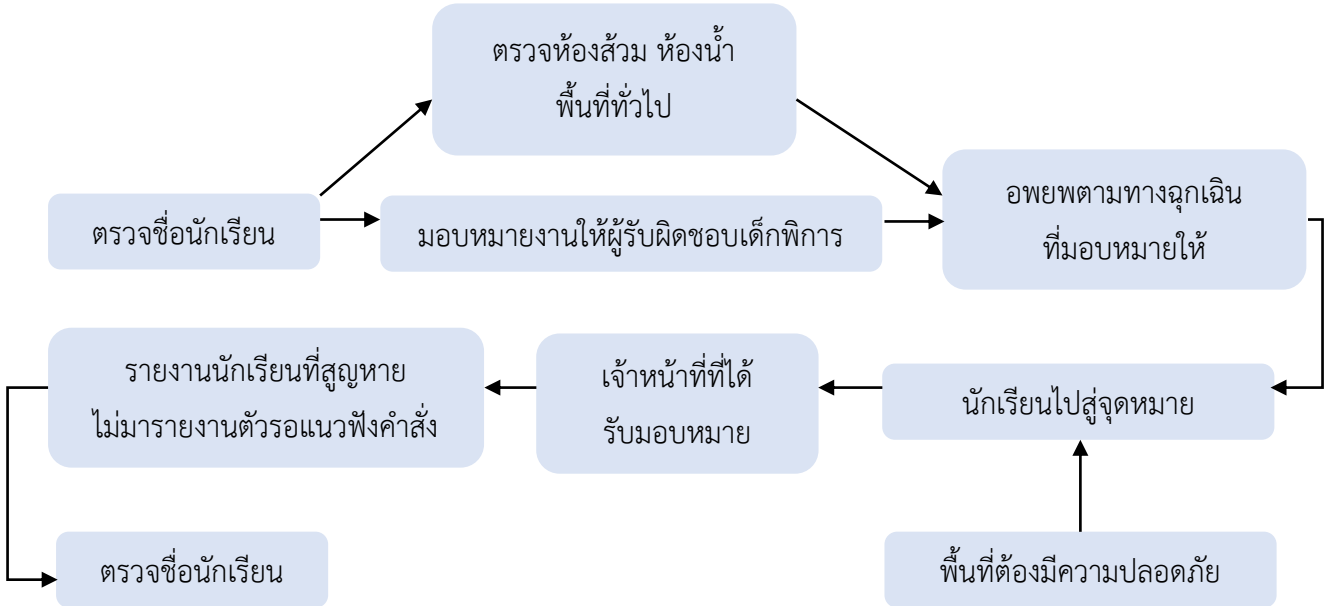 ตรวจห้องส้วม ห้องน้ำ
พื้นที่ทั่วไป
ตรวจชื่อนักเรียน
มอบหมายงานให้ผู้รับผิดชอบเด็กพิการ
อพยพตามทางฉุกเฉิน
ที่มอบหมายให้
รายงานนักเรียนที่สูญหาย
ไม่มารายงานตัวรอแนวฟังคำสั่ง
เจ้าหน้าที่ที่ได้
รับมอบหมาย
นักเรียนไปสู่จุดหมาย
ตรวจชื่อนักเรียน
พื้นที่ต้องมีความปลอดภัย